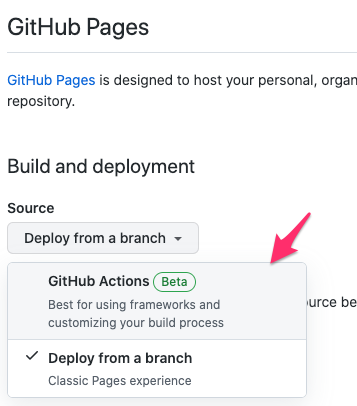 GitHub Pages
GitHub Pages is designed to host your personal, organ
repository.
Build and deployment
Source
Deploy from a branch
GitHub Actions Beta
Best for using frameworks and
customizing your build process
ource be
Deploy from a branch
Classic Pages experience